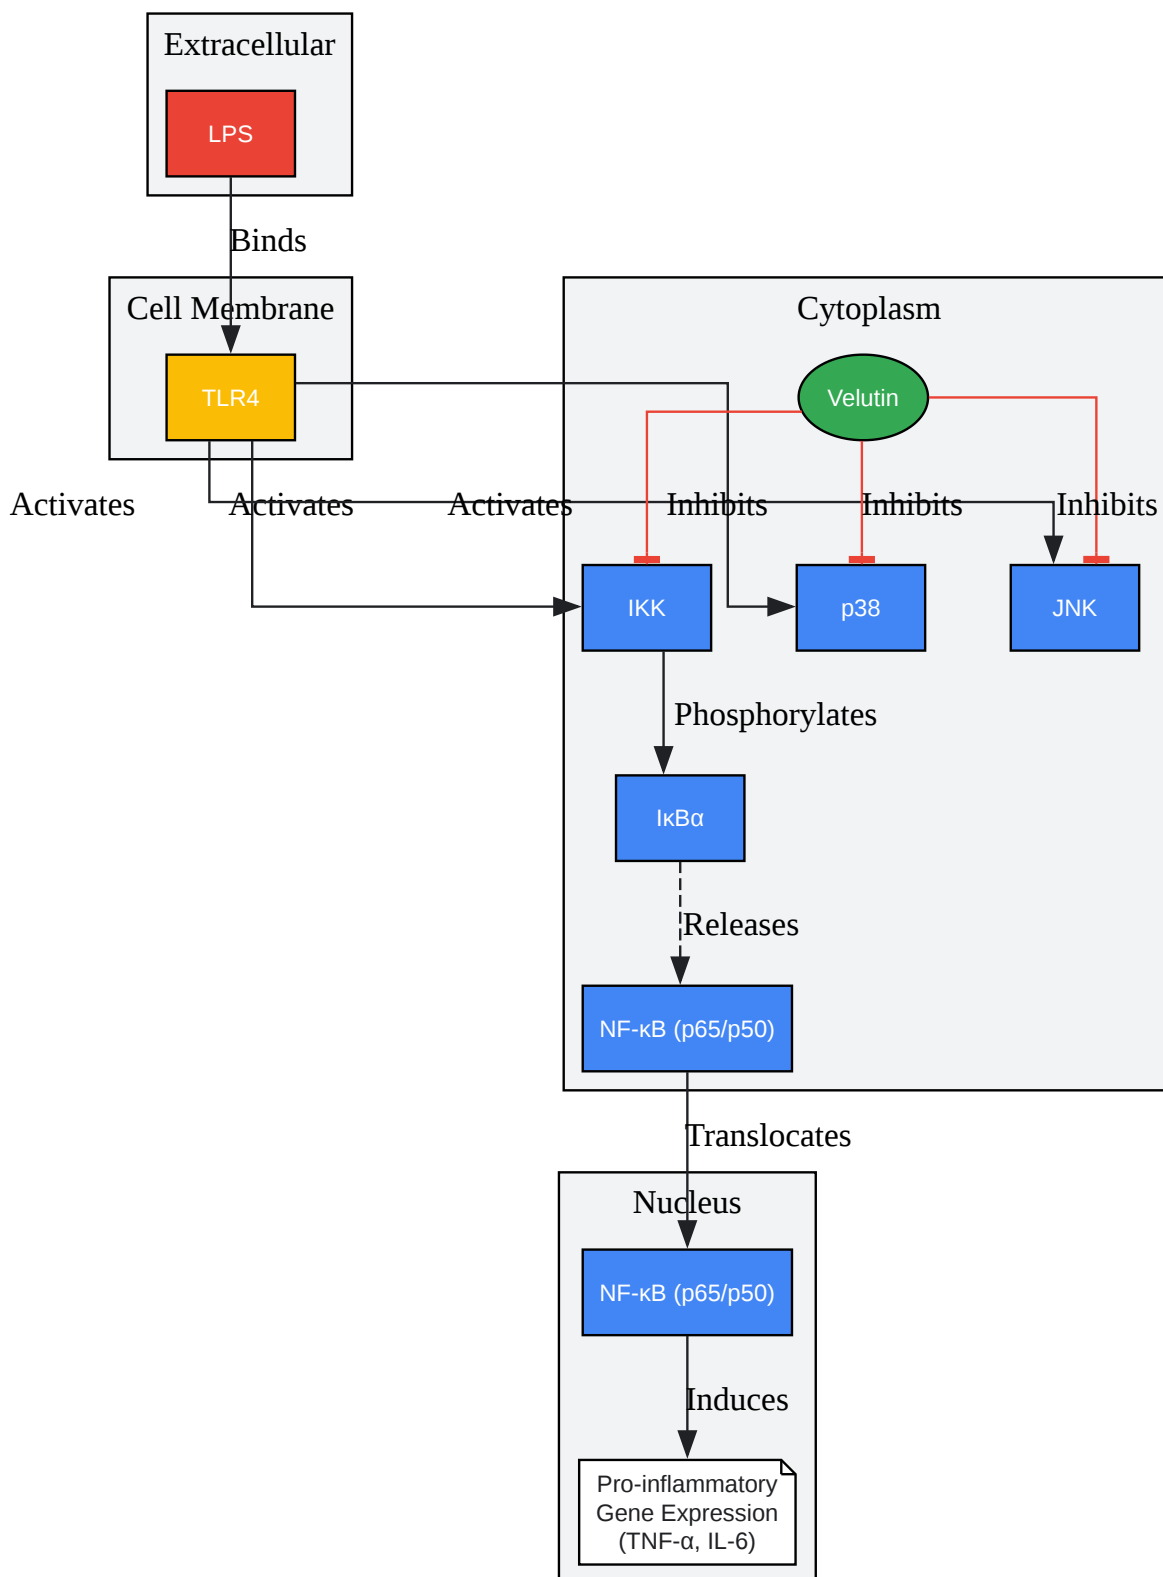 Extracellular
LPS
Binds
Cell Membrane
Cytoplasm
TLR4
Velutin
Activates
Activates
Activates
Inhibits
Inhibits
Inhibits
IKK
p38
JNK
Phosphorylates
IκBα
Releases
NF-κB (p65/p50)
Translocates
Nucleus
NF-κB (p65/p50)
Induces
Pro-inflammatory
Gene Expression
(TNF-α, IL-6)